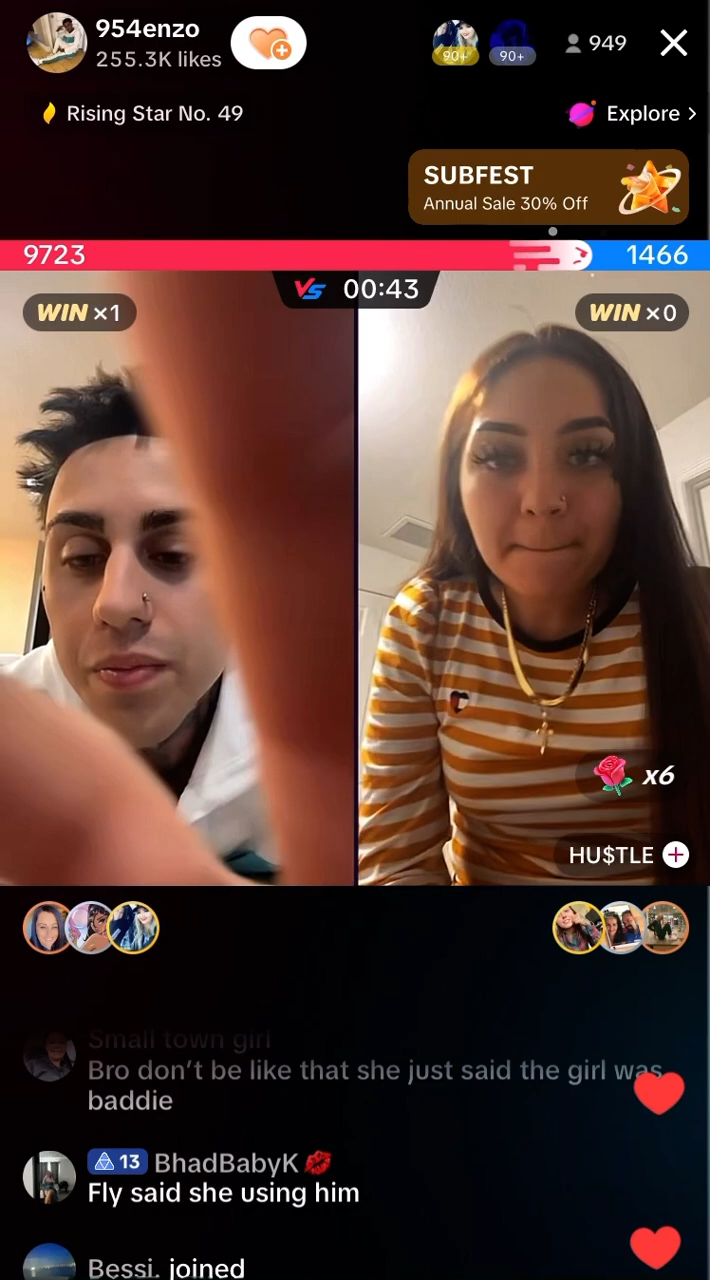 954enzo
255.3K likes
90+
90+
949
Rising Star No. 49
Explore >
SUBFEST
Annual Sale 30% Off
9723
1466
VS 00:43
WIN ×1
WIN ×0
x6
HU$TLE
Small town girl
Bro don't be like that she just said the girl was
baddie
13 BhadBabyK
Fly said she using him
Bessi. joined